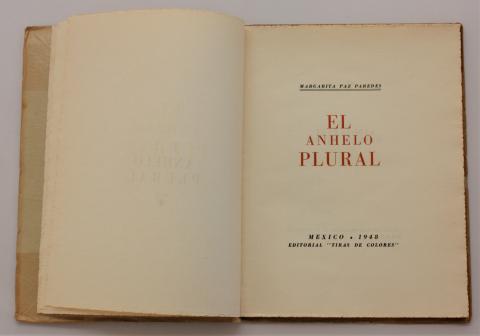 MARGARITA PAZ PAREDES
EL
ANHELO
PLURAL
MEXICO • 1948
EDITORIAL "TIRAS DE COLORES"